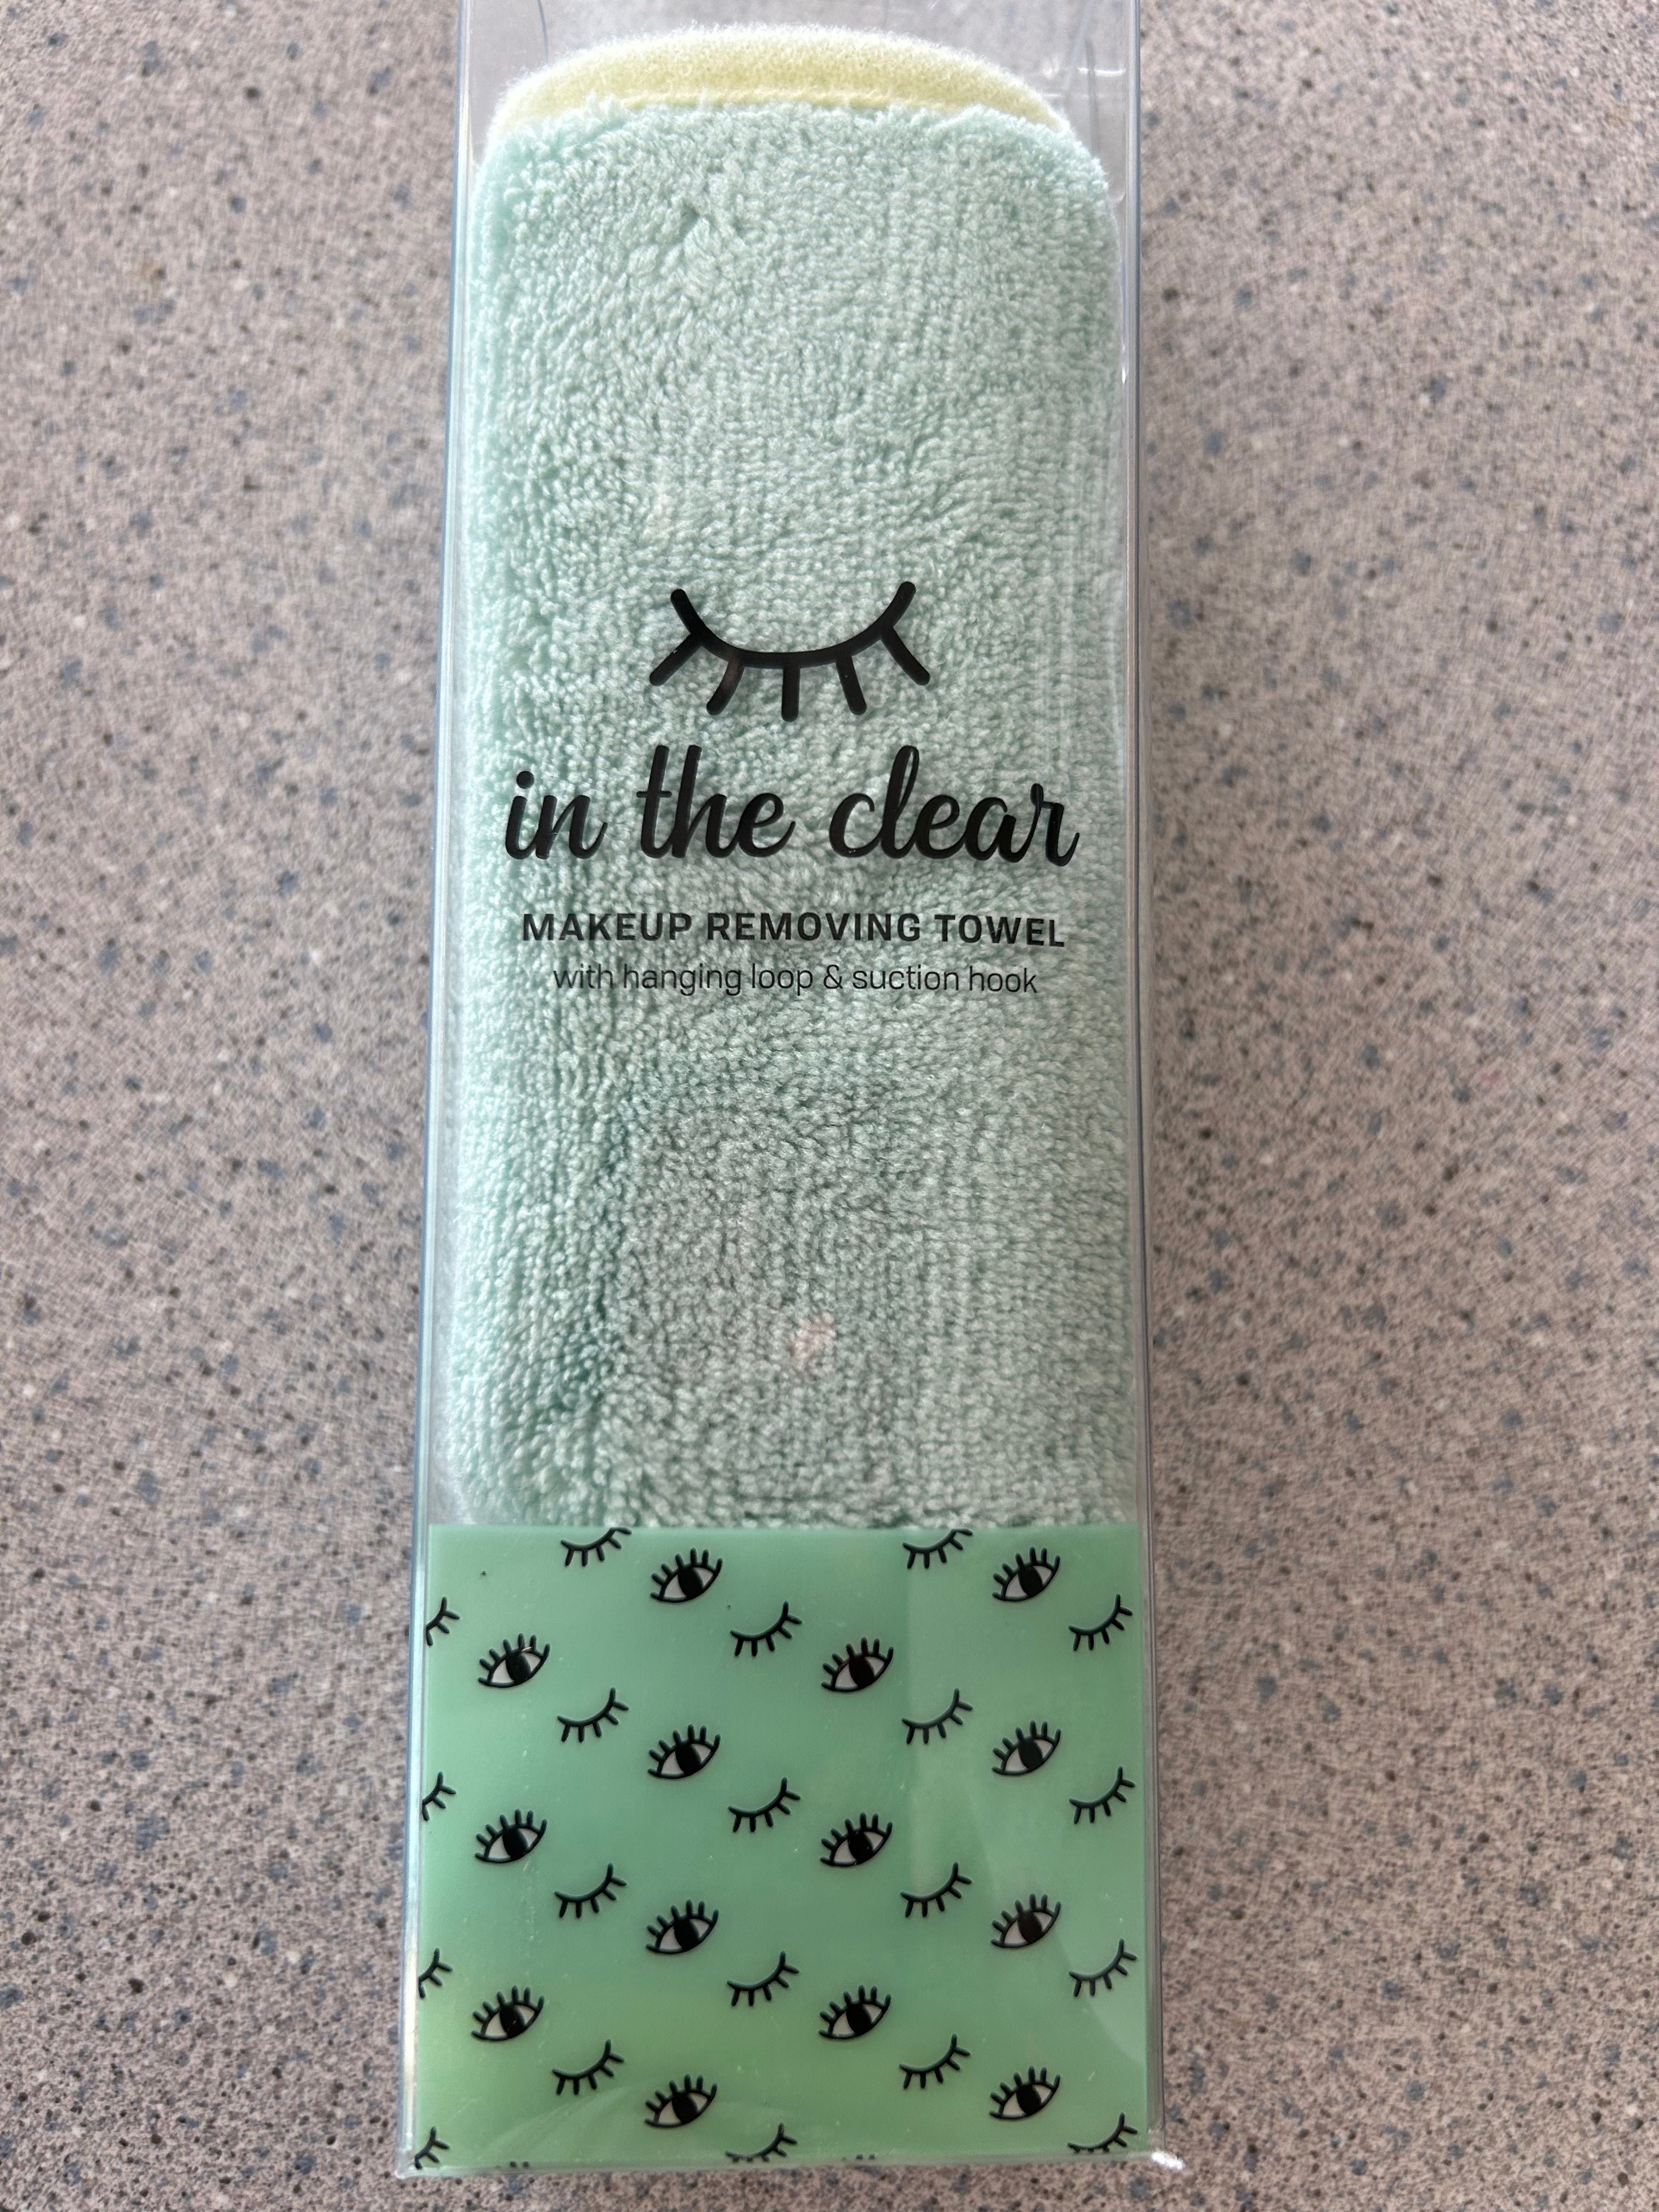 in the clear
MAKEUP REMOVING TOWEL
with hanging loop & suction hook